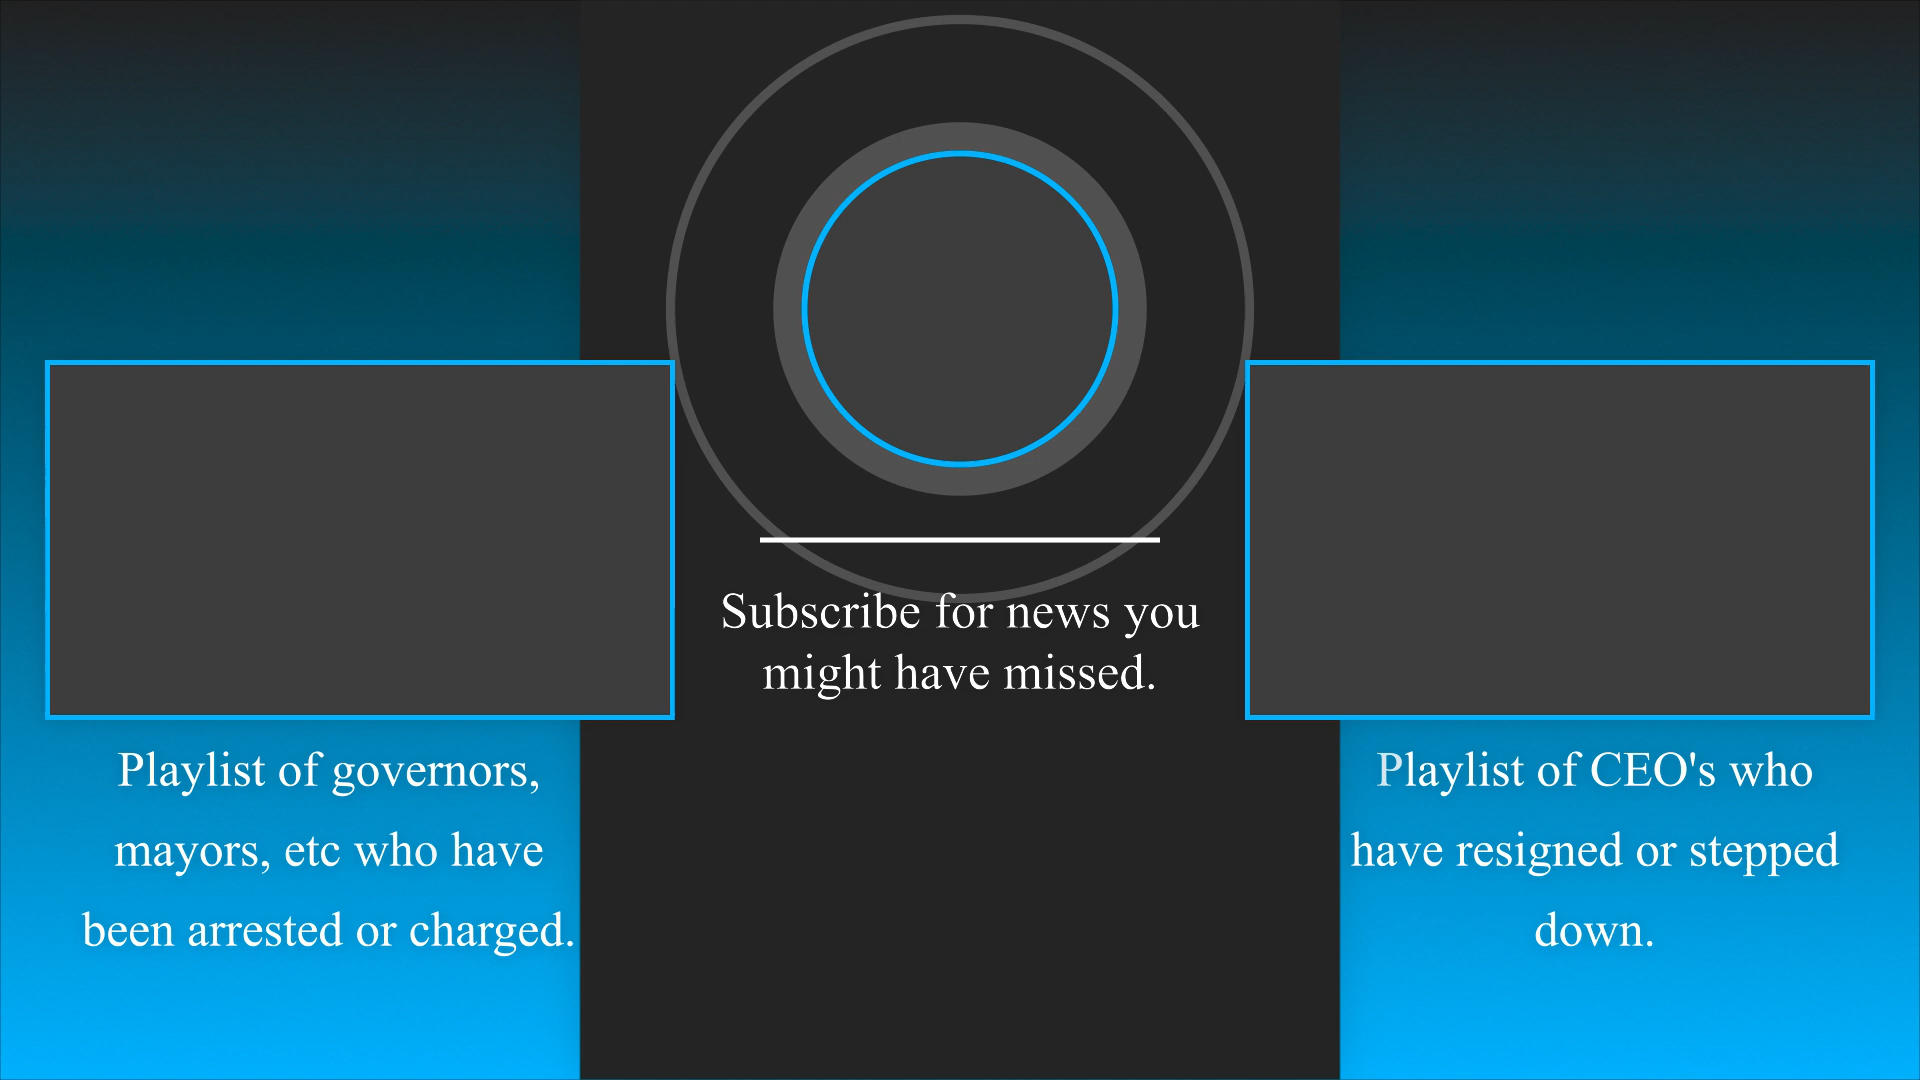 Subscribe for news you
might have missed.
Playlist of governors,
mayors, etc who have
been arrested or charged.
Playlist of CEO's who
have resigned or stepped
down.